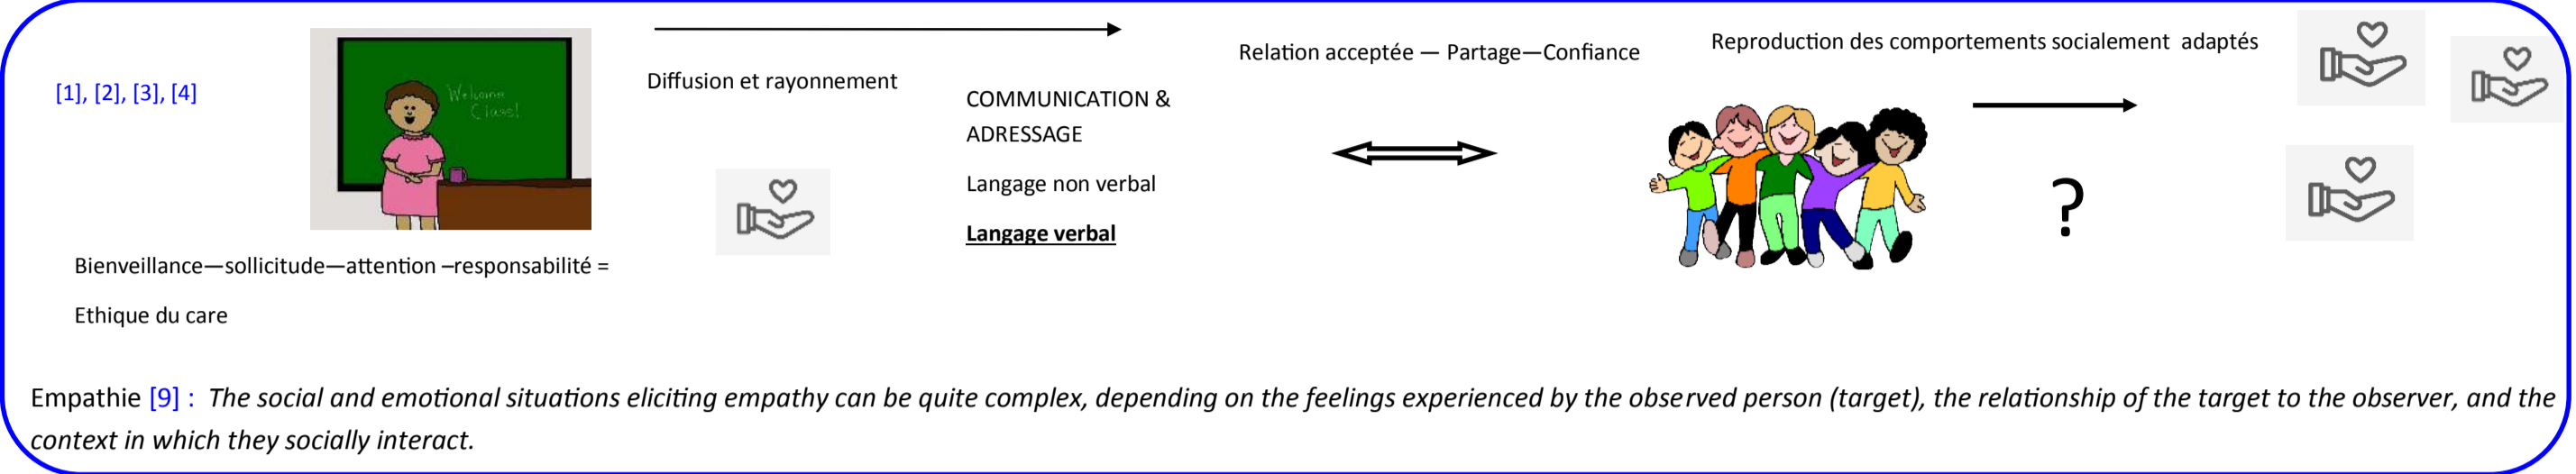 [1], [2], [3], [4]
Welcome
Class!
Bienveillance—sollicitude—attention –responsabilité =
Ethique du care
Diffusion et rayonnement
COMMUNICATION &
ADRESSAGE
Langage non verbal
Langage verbal
Relation acceptée — Partage—Confiance
Reproduction des comportements socialement adaptés
?
Empathie [9] : The social and emotional situations eliciting empathy can be quite complex, depending on the feelings experienced by the observed person (target), the relationship of the target to the observer, and the
context in which they socially interact.